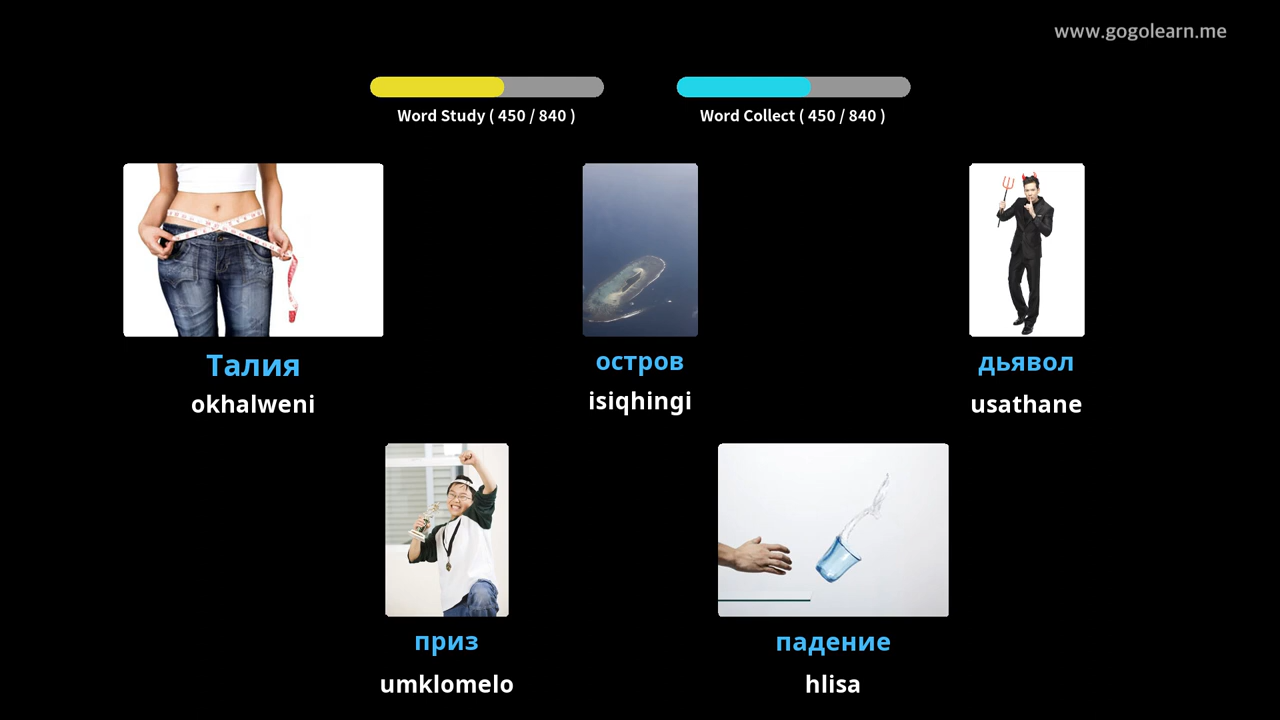 www.gogolearn.me
Word Study ( 450 / 840 )
Word Collect ( 450 / 840 )
Талия
okhalweni
остров
isiqhingi
дьявол
usathane
приз
umklomelo
падение
hlisa